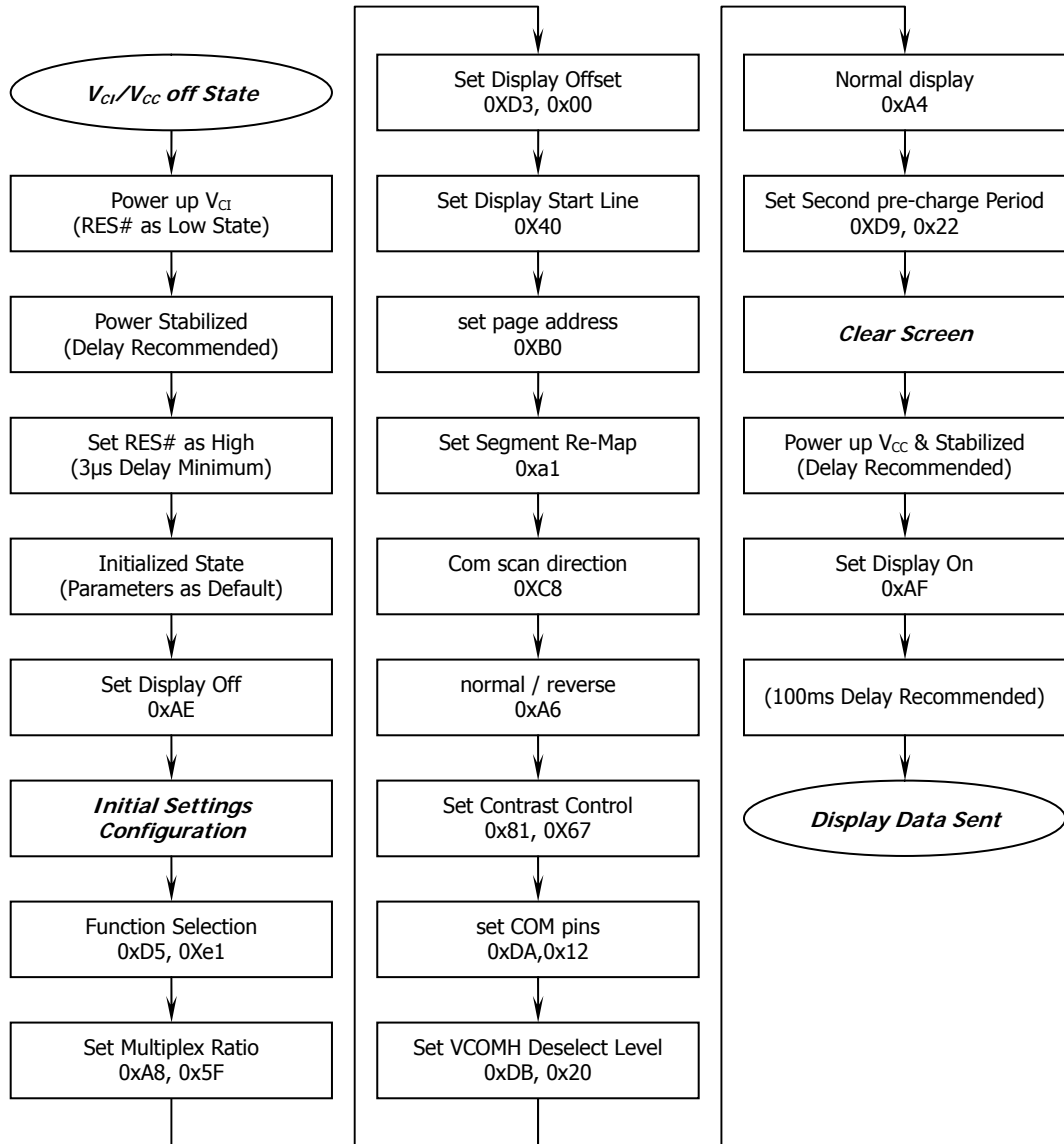 V_CI/V_CC off State
Power up V_CI
(RES# as Low State)
Power Stabilized
(Delay Recommended)
Set RES# as High
(3μs Delay Minimum)
Initialized State
(Parameters as Default)
Set Display Off
0xAE
Initial Settings
Configuration
Function Selection
0xD5, 0Xe1
Set Multiplex Ratio
0xA8, 0x5F
Set Display Offset
0XD3, 0x00
Set Display Start Line
0X40
set page address
0XB0
Set Segment Re-Map
0xa1
Com scan direction
0XC8
normal / reverse
0xA6
Set Contrast Control
0x81, 0X67
set COM pins
0xDA,0x12
Set VCOMH Deselect Level
0xDB, 0x20
Normal display
0xA4
Set Second pre-charge Period
0XD9, 0x22
Clear Screen
Power up V_CC & Stabilized
(Delay Recommended)
Set Display On
0xAF
(100ms Delay Recommended)
Display Data Sent